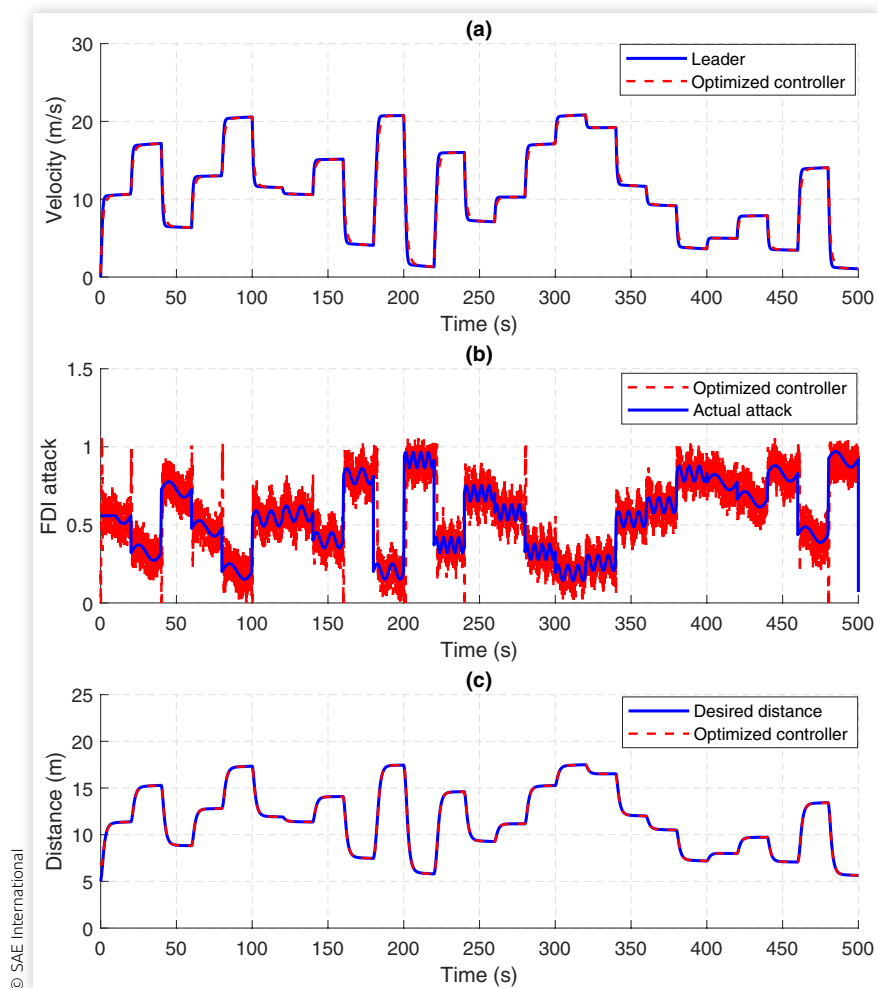 (a)
30
20
10
0
Velocity (m/s)
Leader
Optimized controller
0 50 100 150 200 250 300 350 400 450 500
Time (s)
(b)
1.5
1
0.5
0
FDI attack
Optimized controller
Actual attack
0 50 100 150 200 250 300 350 400 450 500
Time (s)
(c)
25
20
15
10
5
0
Distance (m)
Desired distance
Optimized controller
0 50 100 150 200 250 300 350 400 450 500
Time (s)
© SAE International